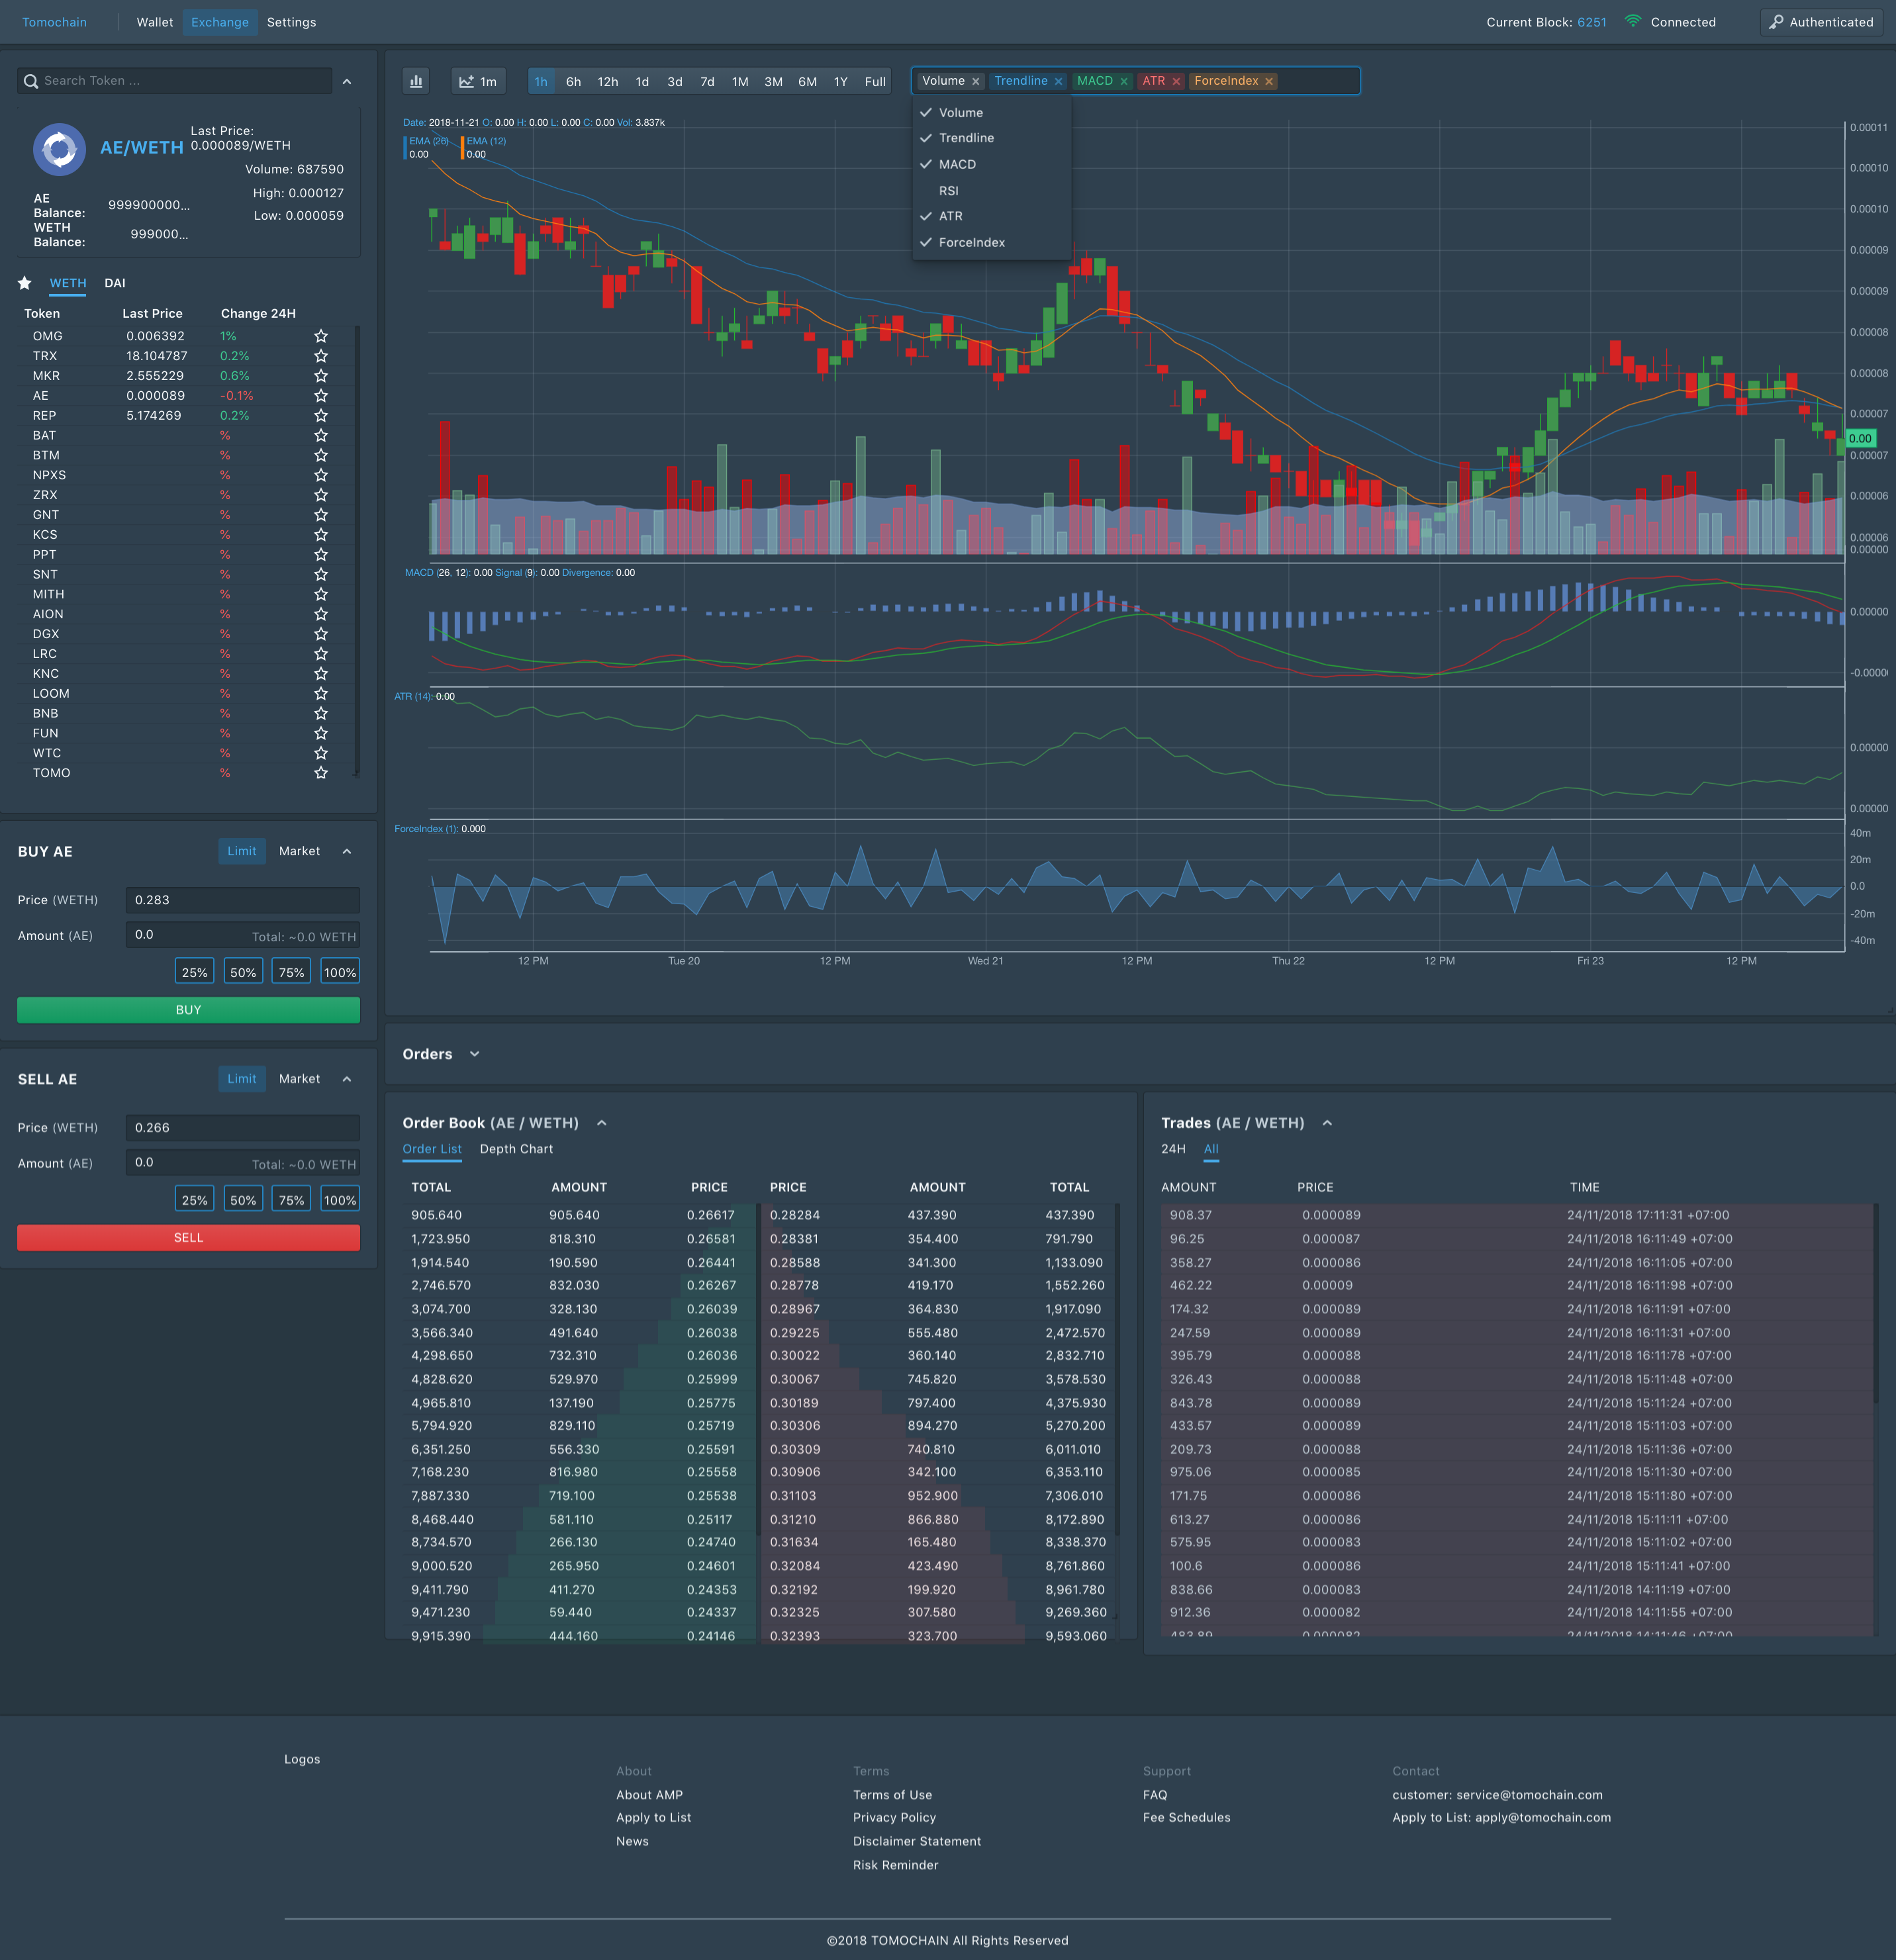 Tomochain Wallet Exchange Settings Current Block: 6251 Connected Authenticated
Search Token ...
AE/WETH
Last Price:
0.000089/WETH
Volume: 687590
High: 0.000127
Low: 0.000059
AE
Balance:
999900000...
WETH
Balance:
999000...
WETH DAI
Token Last Price Change 24H
OMG 0.006392 1%
TRX 18.104787 0.2%
MKR 2.555229 0.6%
AE 0.000089 -0.1%
REP 5.174269 0.2%
BAT %
BTM %
NPXS %
ZRX %
GNT %
KCS %
PPT %
SNT %
MITH %
AION %
DGX %
LRC %
KNC %
LOOM %
BNB %
FUN %
WTC %
TOMO %
BUY AE Limit Market
Price (WETH) 0.283
Amount (AE) 0.0 Total: ~0.0 WETH
25% 50% 75% 100%
BUY
SELL AE Limit Market
Price (WETH) 0.266
Amount (AE) 0.0 Total: ~0.0 WETH
25% 50% 75% 100%
SELL
1m 1h 6h 12h 1d 3d 7d 1M 3M 6M 1Y Full
Volume × Trendline × MACD × ATR × ForceIndex ×
Volume
Trendline
MACD
RSI
ATR
ForceIndex
Date: 2018-11-21 O: 0.00 H: 0.00 L: 0.00 C: 0.00 Vol: 3.837k
EMA (26) EMA (12)
0.00 0.00
0.00011
0.00010
0.00010
0.00009
0.00009
0.00008
0.00008
0.00007
0.00
0.00007
0.00006
0.00006
0.00000
MACD (26, 12): 0.00 Signal (9): 0.00 Divergence: 0.00
0.00000
-0.0000
ATR (14): 0.00
0.00000
0.00000
ForceIndex (1): 0.000
40m
20m
0.0
-20m
-40m
12 PM Tue 20 12 PM Wed 21 12 PM Thu 22 12 PM Fri 23 12 PM
Orders
Order Book (AE / WETH)
Order List Depth Chart
TOTAL AMOUNT PRICE PRICE AMOUNT TOTAL
905.640 905.640 0.26617 0.28284 437.390 437.390
1,723.950 818.310 0.26581 0.28381 354.400 791.790
1,914.540 190.590 0.26441 0.28588 341.300 1,133.090
2,746.570 832.030 0.26267 0.28778 419.170 1,552.260
3,074.700 328.130 0.26039 0.28967 364.830 1,917.090
3,566.340 491.640 0.26038 0.29225 555.480 2,472.570
4,298.650 732.310 0.26036 0.30022 360.140 2,832.710
4,828.620 529.970 0.25999 0.30067 745.820 3,578.530
4,965.810 137.190 0.25775 0.30189 797.400 4,375.930
5,794.920 829.110 0.25719 0.30306 894.270 5,270.200
6,351.250 556.330 0.25591 0.30309 740.810 6,011.010
7,168.230 816.980 0.25558 0.30906 342.100 6,353.110
7,887.330 719.100 0.25538 0.31103 952.900 7,306.010
8,468.440 581.110 0.25117 0.31210 866.880 8,172.890
8,734.570 266.130 0.24740 0.31634 165.480 8,338.370
9,000.520 265.950 0.24601 0.32084 423.490 8,761.860
9,411.790 411.270 0.24353 0.32192 199.920 8,961.780
9,471.230 59.440 0.24337 0.32325 307.580 9,269.360
9,915.390 444.160 0.24146 0.32393 323.700 9,593.060
Trades (AE / WETH)
24H All
AMOUNT PRICE TIME
908.37 0.000089 24/11/2018 17:11:31 +07:00
96.25 0.000087 24/11/2018 16:11:49 +07:00
358.27 0.000086 24/11/2018 16:11:05 +07:00
462.22 0.00009 24/11/2018 16:11:98 +07:00
174.32 0.000089 24/11/2018 16:11:91 +07:00
247.59 0.000089 24/11/2018 16:11:31 +07:00
395.79 0.000088 24/11/2018 16:11:78 +07:00
326.43 0.000088 24/11/2018 15:11:48 +07:00
843.78 0.000089 24/11/2018 15:11:24 +07:00
433.57 0.000089 24/11/2018 15:11:03 +07:00
209.73 0.000088 24/11/2018 15:11:36 +07:00
975.06 0.000085 24/11/2018 15:11:30 +07:00
171.75 0.000086 24/11/2018 15:11:80 +07:00
613.27 0.000086 24/11/2018 15:11:11 +07:00
575.95 0.000083 24/11/2018 15:11:02 +07:00
100.6 0.000086 24/11/2018 15:11:41 +07:00
838.66 0.000083 24/11/2018 14:11:19 +07:00
912.36 0.000082 24/11/2018 14:11:55 +07:00
483.89 0.000082 24/11/2018 14:11:46 +07:00
Logos
About
About AMP
Apply to List
News
Terms
Terms of Use
Privacy Policy
Disclaimer Statement
Risk Reminder
Support
FAQ
Fee Schedules
Contact
customer: service@tomochain.com
Apply to List: apply@tomochain.com
©2018 TOMOCHAIN All Rights Reserved